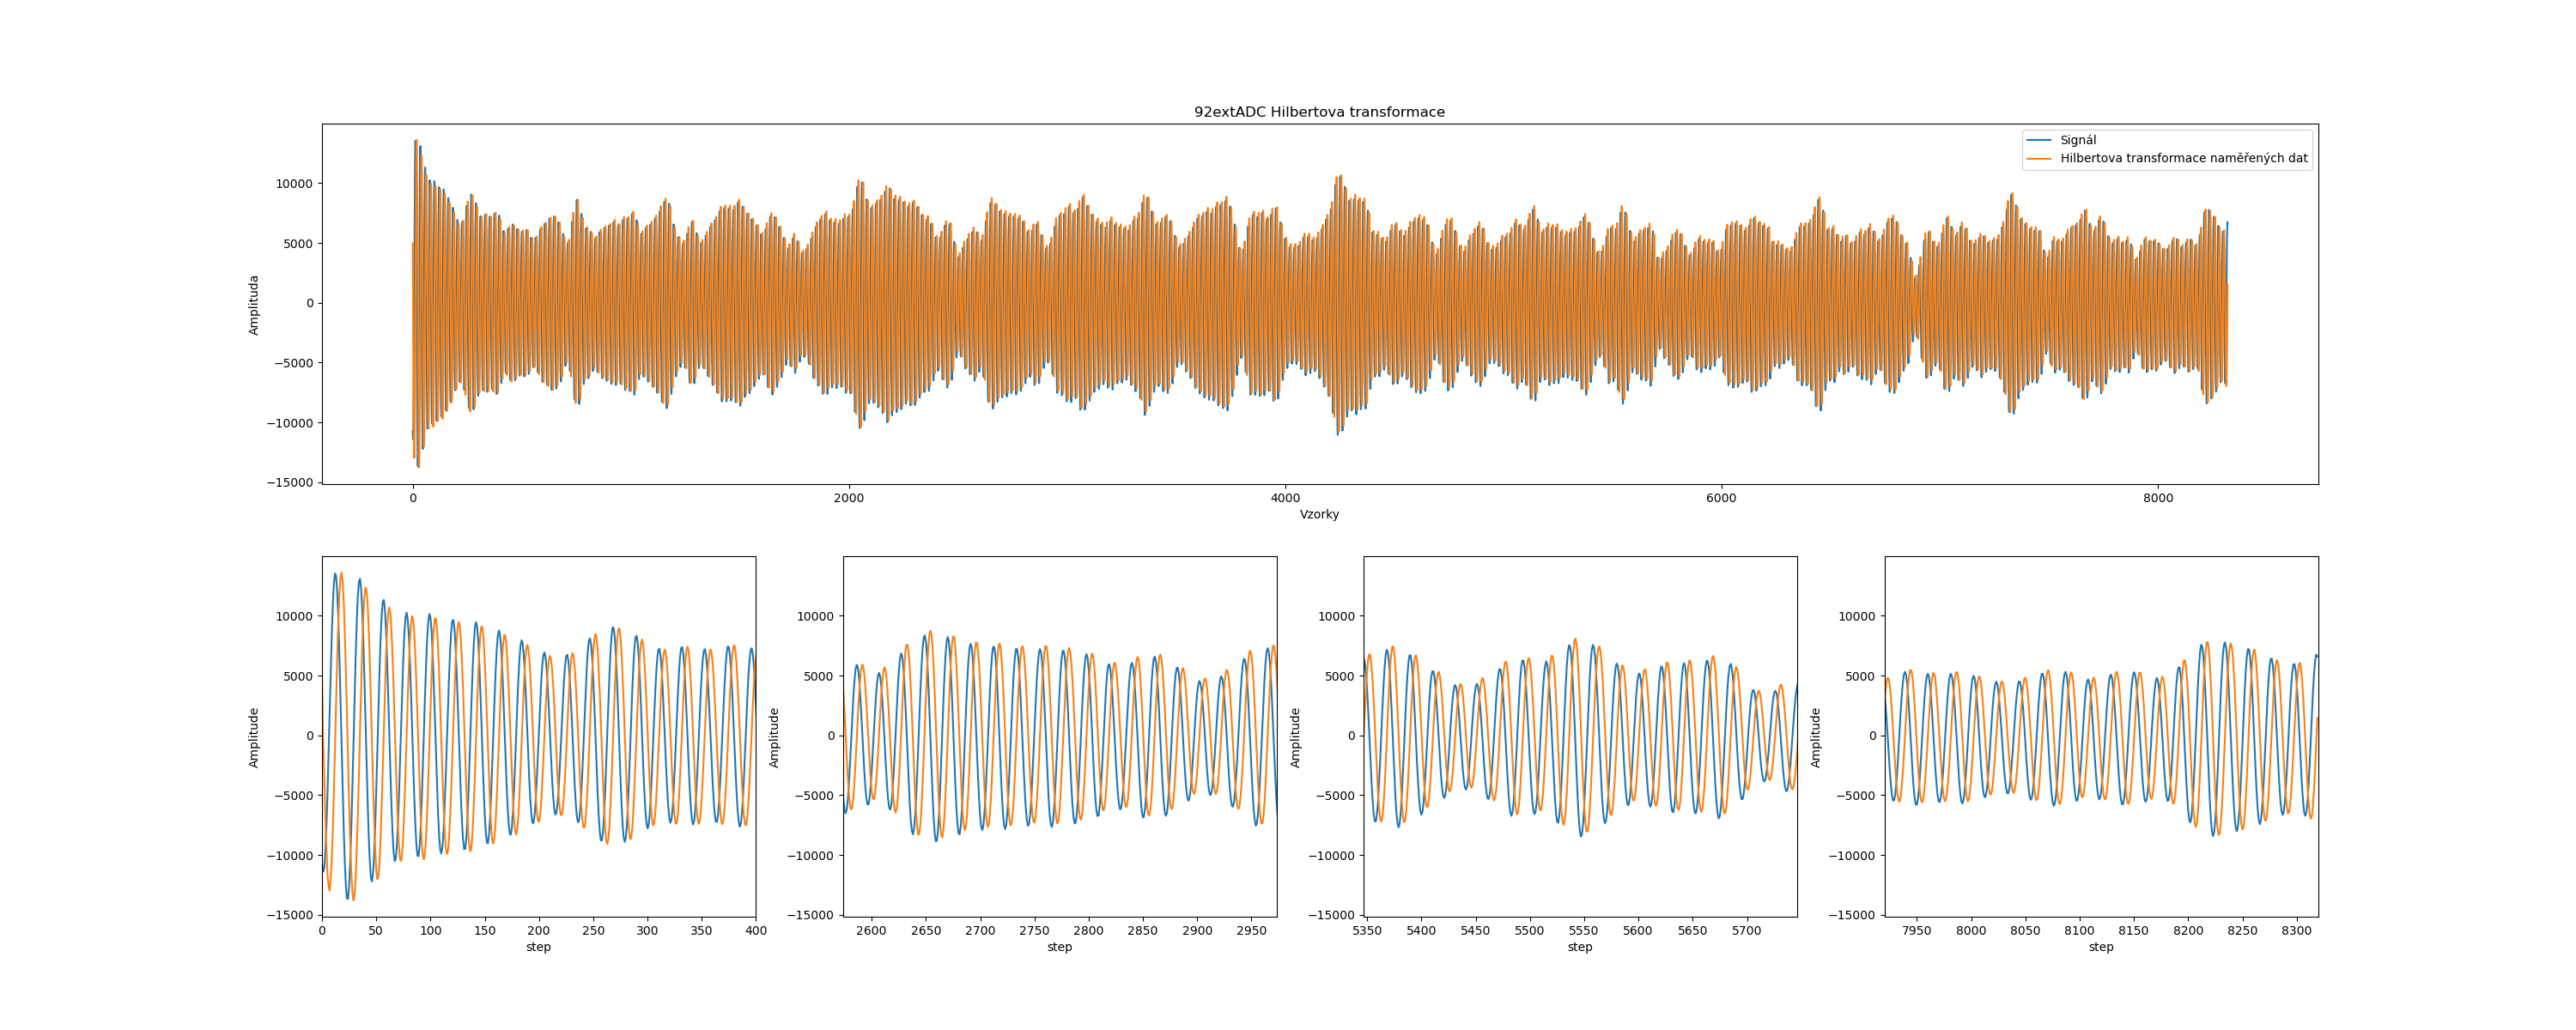 92extADC Hilbertova transformace
Signál
Hilbertova transformace naměřených dat
Amplituda
10000
5000
0
−5000
−10000
−15000
0 2000 4000 6000 8000
Vzorky
Amplitude
10000
5000
0
−5000
−10000
−15000
0 50 100 150 200 250 300 350 400
step
Amplitude
10000
5000
0
−5000
−10000
−15000
2600 2650 2700 2750 2800 2850 2900 2950
step
Amplitude
10000
5000
0
−5000
−10000
−15000
5350 5400 5450 5500 5550 5600 5650 5700
step
Amplitude
10000
5000
0
−5000
−10000
−15000
7950 8000 8050 8100 8150 8200 8250 8300
step